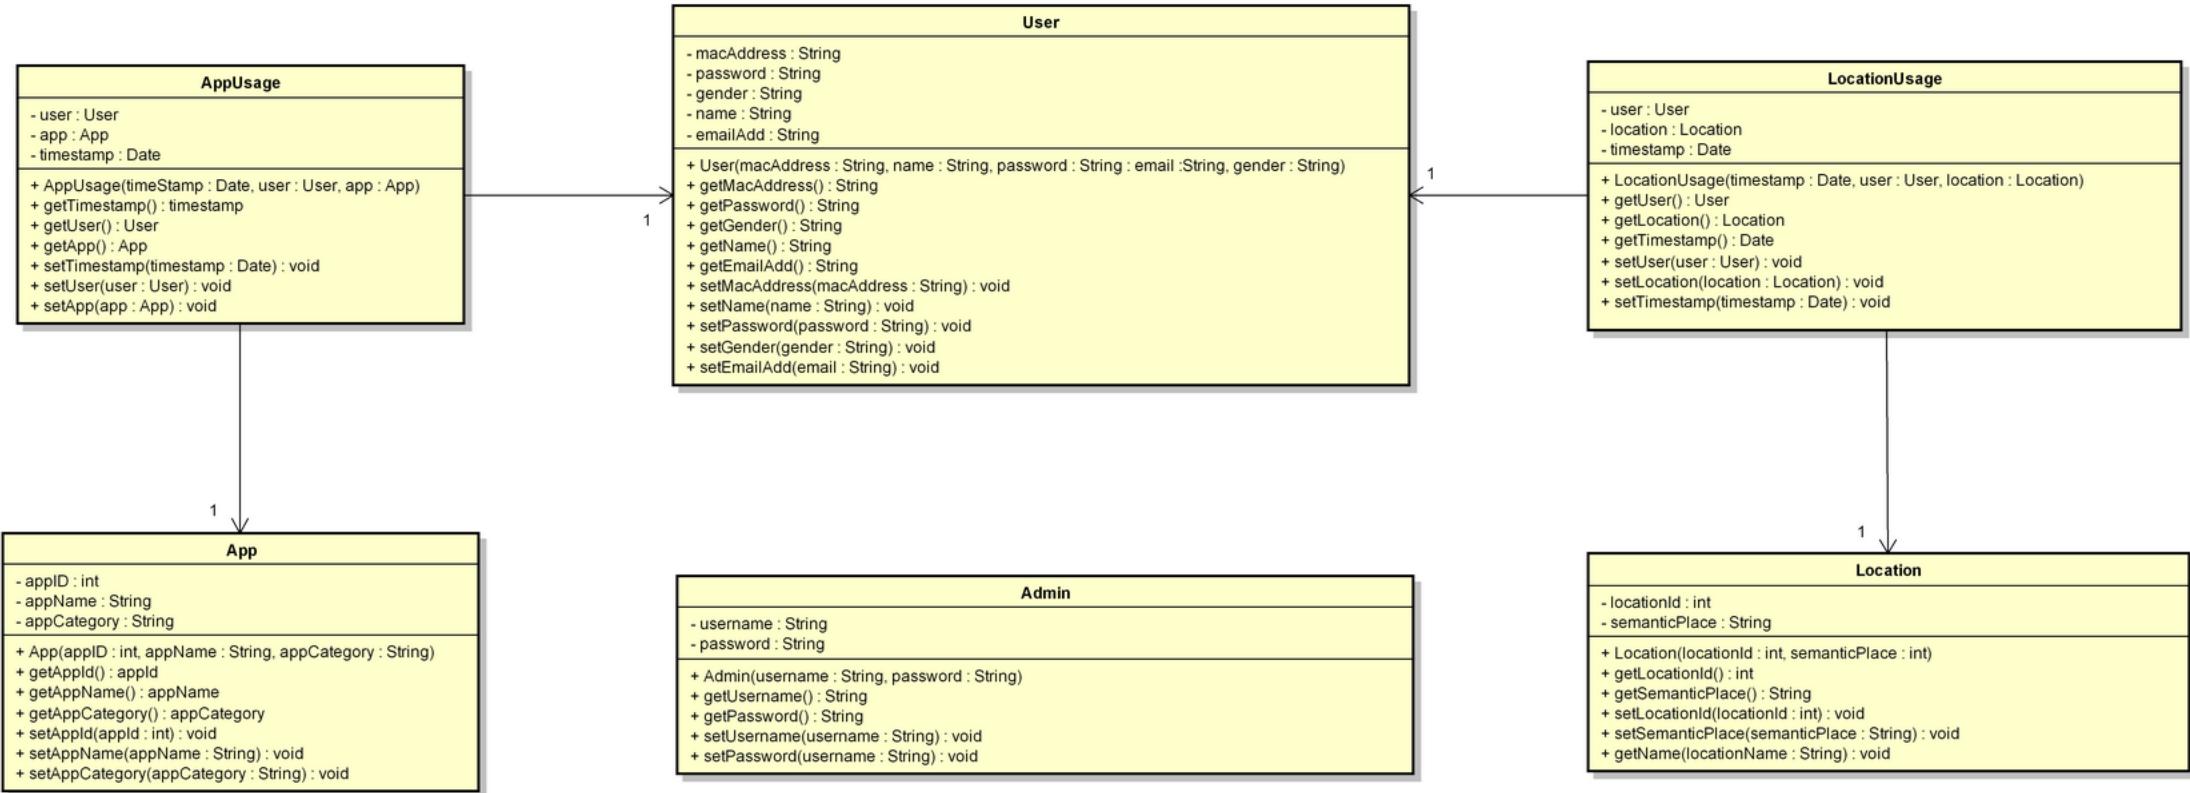 AppUsage
- user : User
- app : App
- timestamp : Date
+ AppUsage(timeStamp : Date, user : User, app : App)
+ getTimestamp() : timestamp
+ getUser() : User
+ getApp() : App
+ setTimestamp(timestamp : Date) : void
+ setUser(user : User) : void
+ setApp(app : App) : void
1
User
- macAddress : String
- password : String
- gender : String
- name : String
- emailAdd : String
+ User(macAddress : String, name : String, password : String : email :String, gender : String)
+ getMacAddress() : String
+ getPassword() : String
+ getGender() : String
+ getName() : String
+ getEmailAdd() : String
+ setMacAddress(macAddress : String) : void
+ setName(name : String) : void
+ setPassword(password : String) : void
+ setGender(gender : String) : void
+ setEmailAdd(email : String) : void
1
LocationUsage
- user : User
- location : Location
- timestamp : Date
+ LocationUsage(timestamp : Date, user : User, location : Location)
+ getUser() : User
+ getLocation() : Location
+ getTimestamp() : Date
+ setUser(user : User) : void
+ setLocation(location : Location) : void
+ setTimestamp(timestamp : Date) : void
1
App
- appID : int
- appName : String
- appCategory : String
+ App(appID : int, appName : String, appCategory : String)
+ getAppId() : appId
+ getAppName() : appName
+ getAppCategory() : appCategory
+ setAppId(appId : int) : void
+ setAppName(appName : String) : void
+ setAppCategory(appCategory : String) : void
Admin
- username : String
- password : String
+ Admin(username : String, password : String)
+ getUsername() : String
+ getPassword() : String
+ setUsername(username : String) : void
+ setPassword(username : String) : void
1
Location
- locationId : int
- semanticPlace : String
+ Location(locationId : int, semanticPlace : int)
+ getLocationId() : int
+ getSemanticPlace() : String
+ setLocationId(locationId : int) : void
+ setSemanticPlace(semanticPlace : String) : void
+ getName(locationName : String) : void